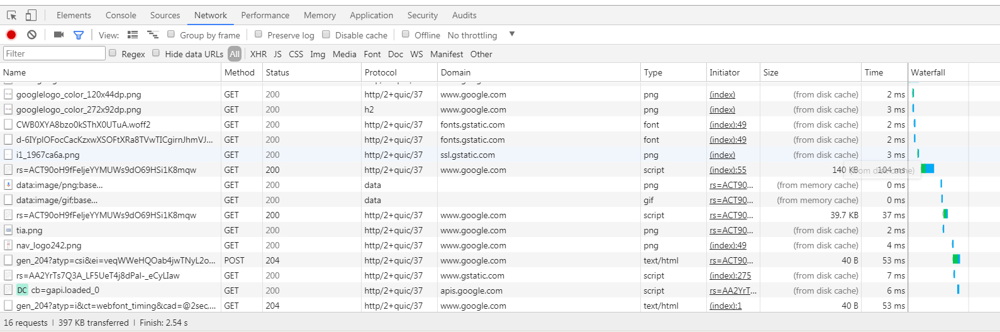 Elements Console Sources Network Performance Memory Application Security Audits
View: Group by frame Preserve log Disable cache Offline No throttling
Filter Regex Hide data URLs All XHR JS CSS Img Media Font Doc WS Manifest Other
Name Method Status Protocol Domain Type Initiator Size Time Waterfall
googlelogo_color_120x44dp.png GET 200 http/2+quic/37 www.google.com png (index) (from disk cache) 2 ms
googlelogo_color_272x92dp.png GET 200 h2 www.google.com png (index) (from disk cache) 3 ms
CWB0XYA8bzo0kSThX0UTuA.woff2 GET 200 http/2+quic/37 fonts.gstatic.com font (index):49 (from disk cache) 2 ms
d-6IYplOFocCacKzxwXSOFtXRa8TVwTICgirnJhmVJ... GET 200 http/2+quic/37 fonts.gstatic.com font (index):49 (from disk cache) 2 ms
i1_1967ca6a.png GET 200 http/2+quic/37 ssl.gstatic.com png (index) (from disk cache) 3 ms
rs=ACT90oH9fFeIjeYYMUWs9dO69HSi1K8mqw GET 200 http/2+quic/37 www.google.com script (index):55 140 KB (from disk cache) 104 ms
data:image/png;base... GET 200 data png rs=ACT90... (from memory cache) 0 ms
data:image/gif;base... GET 200 data gif rs=ACT90... (from memory cache) 0 ms
rs=ACT90oH9fFeIjeYYMUWs9dO69HSi1K8mqw GET 200 http/2+quic/37 www.google.com script rs=ACT90... 39.7 KB 37 ms
tia.png GET 200 http/2+quic/37 www.google.com png rs=ACT90... (from disk cache) 2 ms
nav_logo242.png GET 200 http/2+quic/37 www.google.com png (index):49 (from disk cache) 4 ms
gen_204?atyp=csi&ei=veqWWeHQOab4jwTNyL2o... POST 204 http/2+quic/37 www.google.com text/html rs=ACT90... 40 B 53 ms
rs=AA2YrTs7Q3A_LF5UeT4j8dPaI-_eCyLIaw GET 200 http/2+quic/37 www.gstatic.com script (index):275 (from disk cache) 7 ms
DC cb=gapi.loaded_0 GET 200 http/2+quic/37 apis.google.com script rs=AA2YrT... (from disk cache) 6 ms
gen_204?atyp=i&ct=webfont_timing&cad=@2sec,... GET 204 http/2+quic/37 www.google.com text/html (index):1 40 B 53 ms
16 requests | 397 KB transferred | Finish: 2.54 s